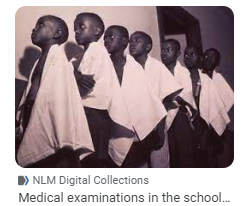 NLM Digital Collections
Medical examinations in the school...